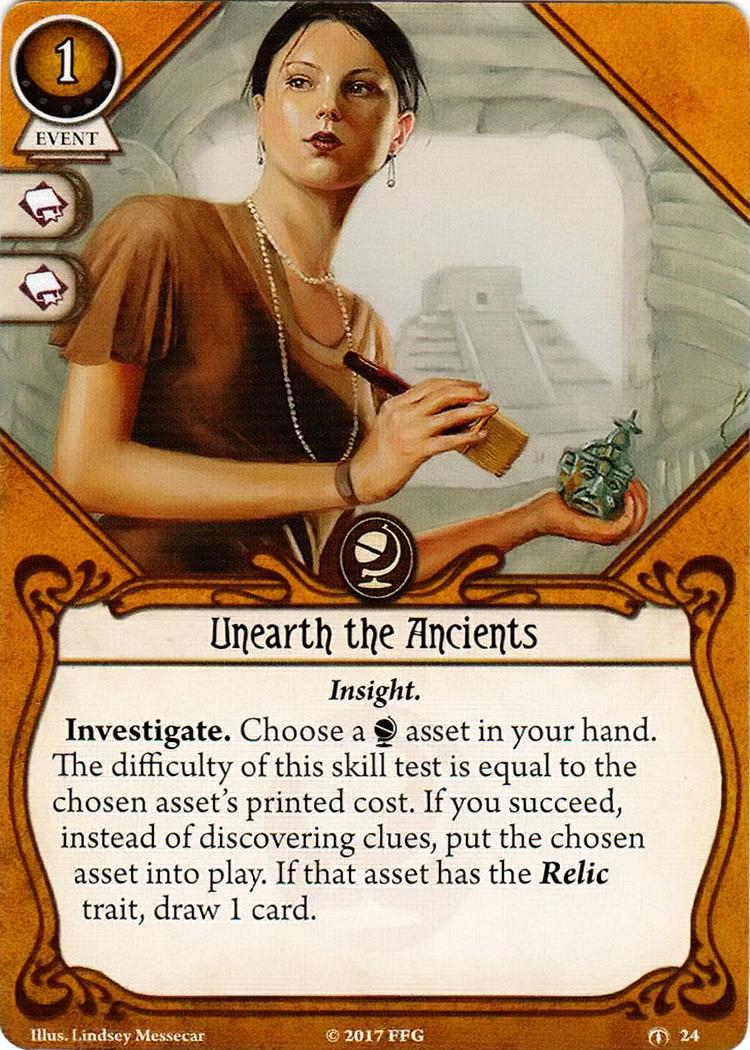 1
EVENT
Unearth the Ancients
Insight.
Investigate. Choose a asset in your hand.
The difficulty of this skill test is equal to the
chosen asset's printed cost. If you succeed,
instead of discovering clues, put the chosen
asset into play. If that asset has the Relic
trait, draw 1 card.
Illus. Lindsey Messecar
© 2017 FFG
24